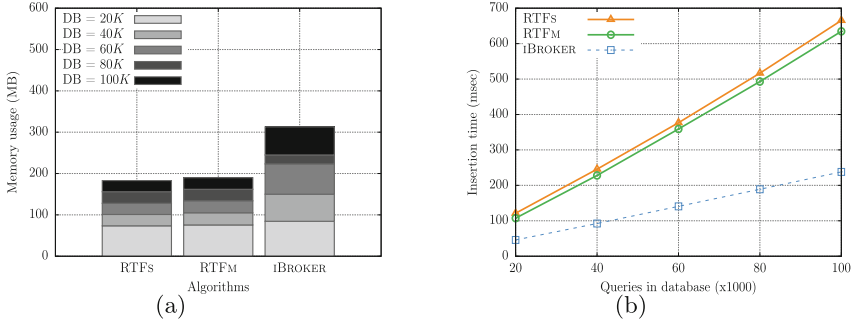 600
500
400
300
200
100
0
Memory usage (MB)
DB = 20K
DB = 40K
DB = 60K
DB = 80K
DB = 100K
RTFS RTFM IBROKER
Algorithms
(a)
700
600
500
400
300
200
100
0
Insertion time (msec)
RTFS
RTFM
IBROKER
20 40 60 80 100
Queries in database (x1000)
(b)